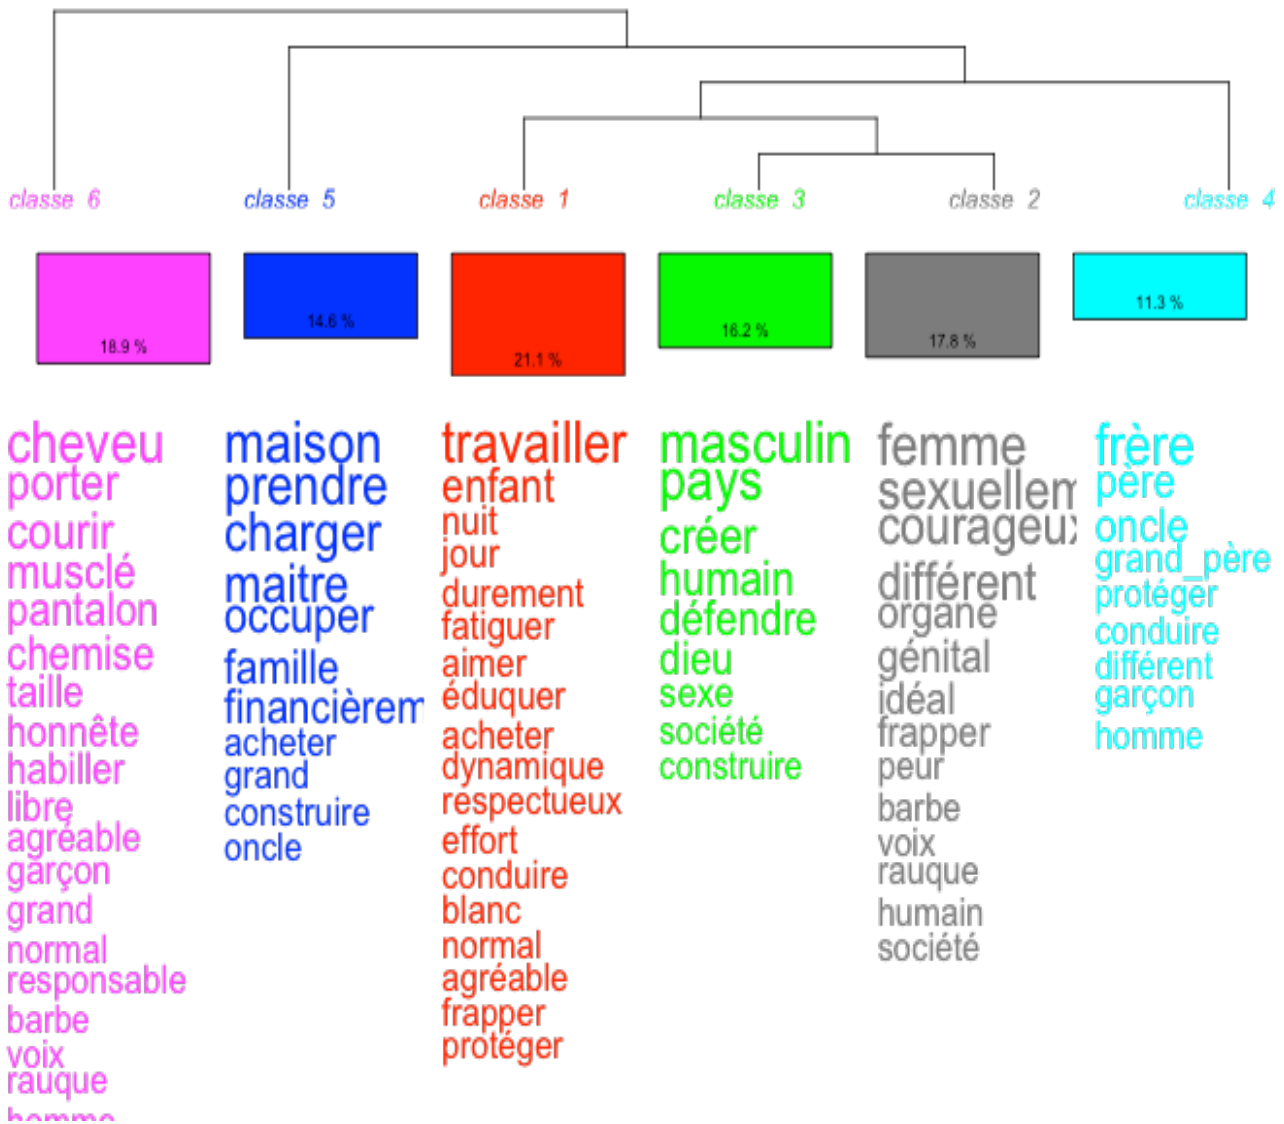 classe 6
classe 5
classe 1
classe 3
classe 2
classe 4
18.9 %
14.6 %
21.1 %
16.2 %
17.8 %
11.3 %
cheveu
porter
courir
musclé
pantalon
chemise
taille
honnête
habiller
libre
agréable
garçon
grand
normal
responsable
barbe
voix
rauque
homme
maison
prendre
charger
maitre
occuper
famille
financièrem
acheter
grand
construire
oncle
travailler
enfant
nuit
jour
durement
fatiguer
aimer
éduquer
acheter
dynamique
respectueux
effort
conduire
blanc
normal
agréable
frapper
protéger
masculin
pays
créer
humain
défendre
dieu
sexe
société
construire
femme
sexuellem
courageux
différent
organe
génital
idéal
frapper
peur
barbe
voix
rauque
humain
société
frère
père
oncle
grand_père
protéger
conduire
différent
garçon
homme